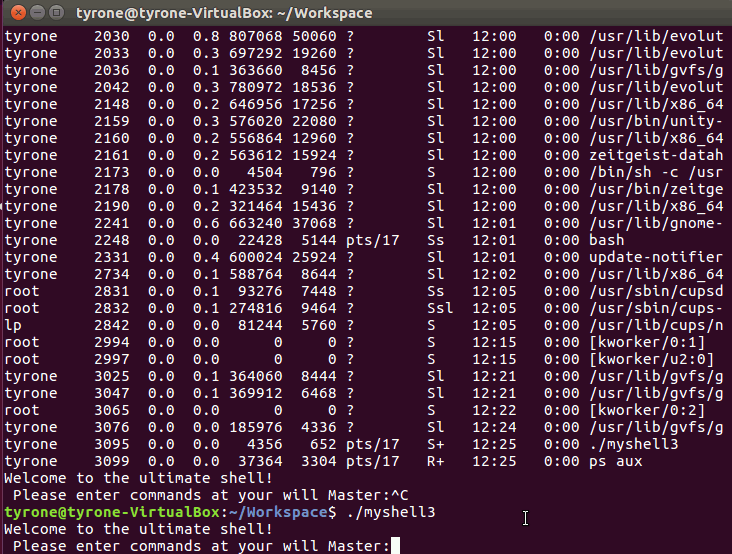 tyrone@tyrone-VirtualBox: ~/Workspace
tyrone    2030  0.0  0.8 807068 50060 ?        Sl   12:00   0:00 /usr/lib/evolut
tyrone    2033  0.0  0.3 697292 19260 ?        Sl   12:00   0:00 /usr/lib/evolut
tyrone    2036  0.0  0.1 363660  8456 ?        Sl   12:00   0:00 /usr/lib/gvfs/g
tyrone    2042  0.0  0.3 780972 18536 ?        Sl   12:00   0:00 /usr/lib/evolut
tyrone    2148  0.0  0.2 646956 17256 ?        Sl   12:00   0:00 /usr/lib/x86_64
tyrone    2159  0.0  0.3 576020 22080 ?        Sl   12:00   0:00 /usr/bin/unity-
tyrone    2160  0.0  0.2 556864 12960 ?        Sl   12:00   0:00 /usr/lib/x86_64
tyrone    2161  0.0  0.2 563612 15924 ?        Sl   12:00   0:00 zeitgeist-datah
tyrone    2173  0.0  0.0   4504   796 ?        S    12:00   0:00 /bin/sh -c /usr
tyrone    2178  0.0  0.1 423532  9140 ?        Sl   12:00   0:00 /usr/bin/zeitge
tyrone    2190  0.0  0.2 321464 15436 ?        Sl   12:00   0:00 /usr/lib/x86_64
tyrone    2241  0.0  0.6 663240 37068 ?        Sl   12:01   0:00 /usr/lib/gnome-
tyrone    2248  0.0  0.0  22428  5144 pts/17   Ss   12:01   0:00 bash
tyrone    2331  0.0  0.4 600024 25924 ?        Sl   12:01   0:00 update-notifier
tyrone    2734  0.0  0.1 588764  8644 ?        Sl   12:02   0:00 /usr/lib/x86_64
root      2831  0.0  0.1  93276  7448 ?        Ss   12:05   0:00 /usr/sbin/cupsd
root      2832  0.0  0.1 274816  9464 ?        Ssl  12:05   0:00 /usr/sbin/cups-
lp        2842  0.0  0.0  81244  5760 ?        S    12:05   0:00 /usr/lib/cups/n
root      2994  0.0  0.0      0     0 ?        S    12:15   0:00 [kworker/0:1]
root      2997  0.0  0.0      0     0 ?        S    12:15   0:00 [kworker/u2:0]
tyrone    3025  0.0  0.1 364060  8444 ?        Sl   12:21   0:00 /usr/lib/gvfs/g
tyrone    3047  0.0  0.1 369912  6468 ?        Sl   12:21   0:00 /usr/lib/gvfs/g
root      3065  0.0  0.0      0     0 ?        S    12:22   0:00 [kworker/0:2]
tyrone    3076  0.0  0.0 185976  4336 ?        Sl   12:24   0:00 /usr/lib/gvfs/g
tyrone    3095  0.0  0.0   4356   652 pts/17   S+   12:25   0:00 ./myshell3
tyrone    3099  0.0  0.0  37364  3304 pts/17   R+   12:25   0:00 ps aux
Welcome to the ultimate shell!
 Please enter commands at your will Master:^C
tyrone@tyrone-VirtualBox:~/Workspace$ ./myshell3
Welcome to the ultimate shell!
 Please enter commands at your will Master: